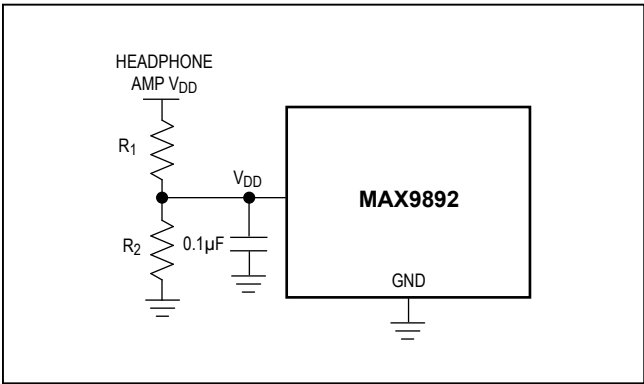 HEADPHONE
AMP VDD
R1
VDD
MAX9892
R2
0.1µF
GND